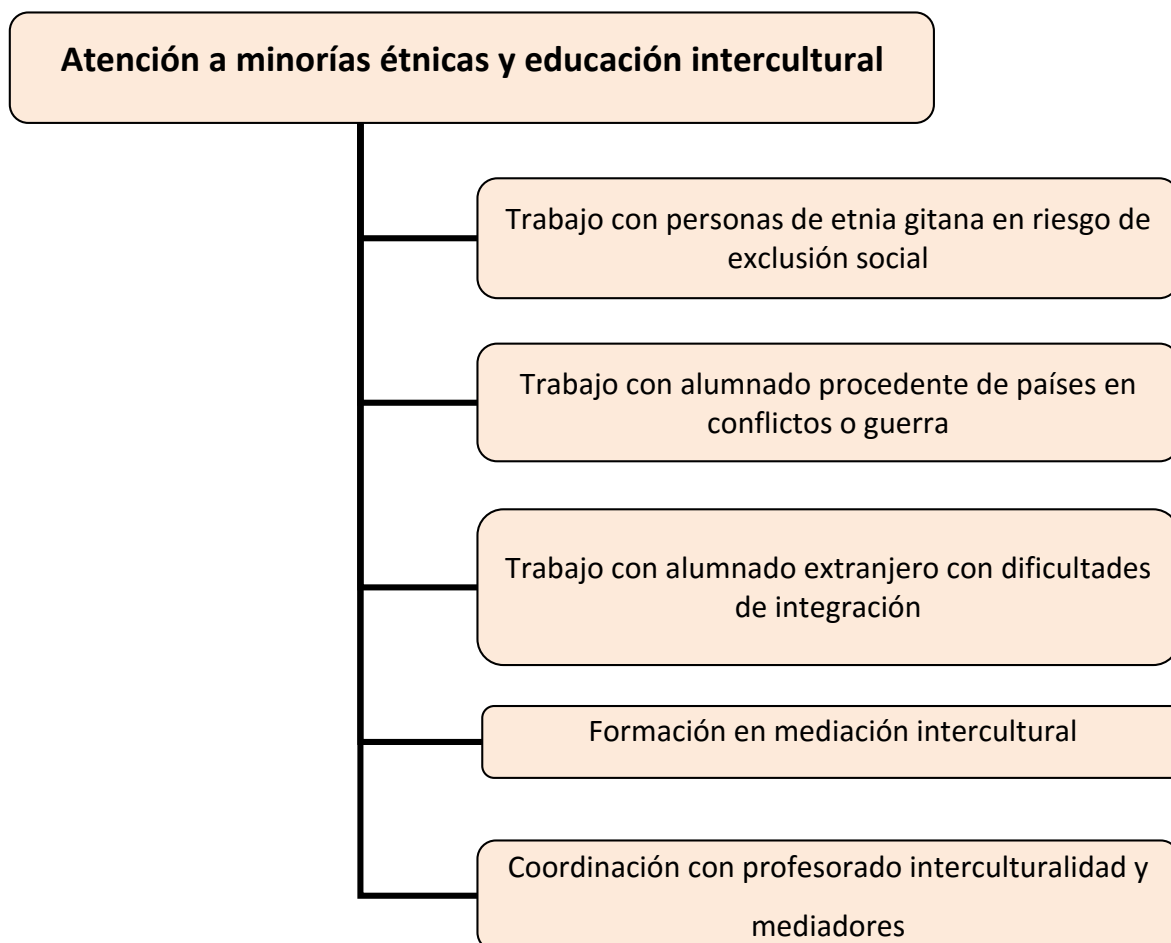 Atención a minorías étnicas y educación intercultural
Trabajo con personas de etnia gitana en riesgo de
exclusión social
Trabajo con alumnado procedente de países en
conflictos o guerra
Trabajo con alumnado extranjero con dificultades
de integración
Formación en mediación intercultural
Coordinación con profesorado interculturalidad y
mediadores